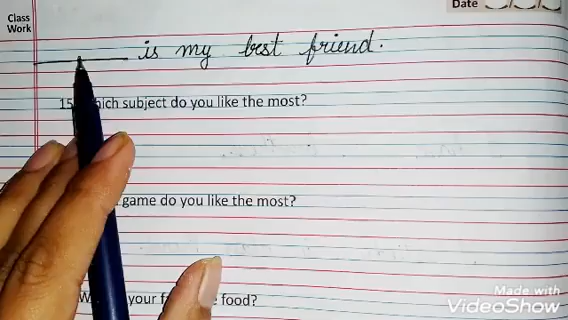 Date
Class
Work
is my best friend.
15 hich subject do you like the most?
game do you like the most?
your f food?
Made with
VideoShow